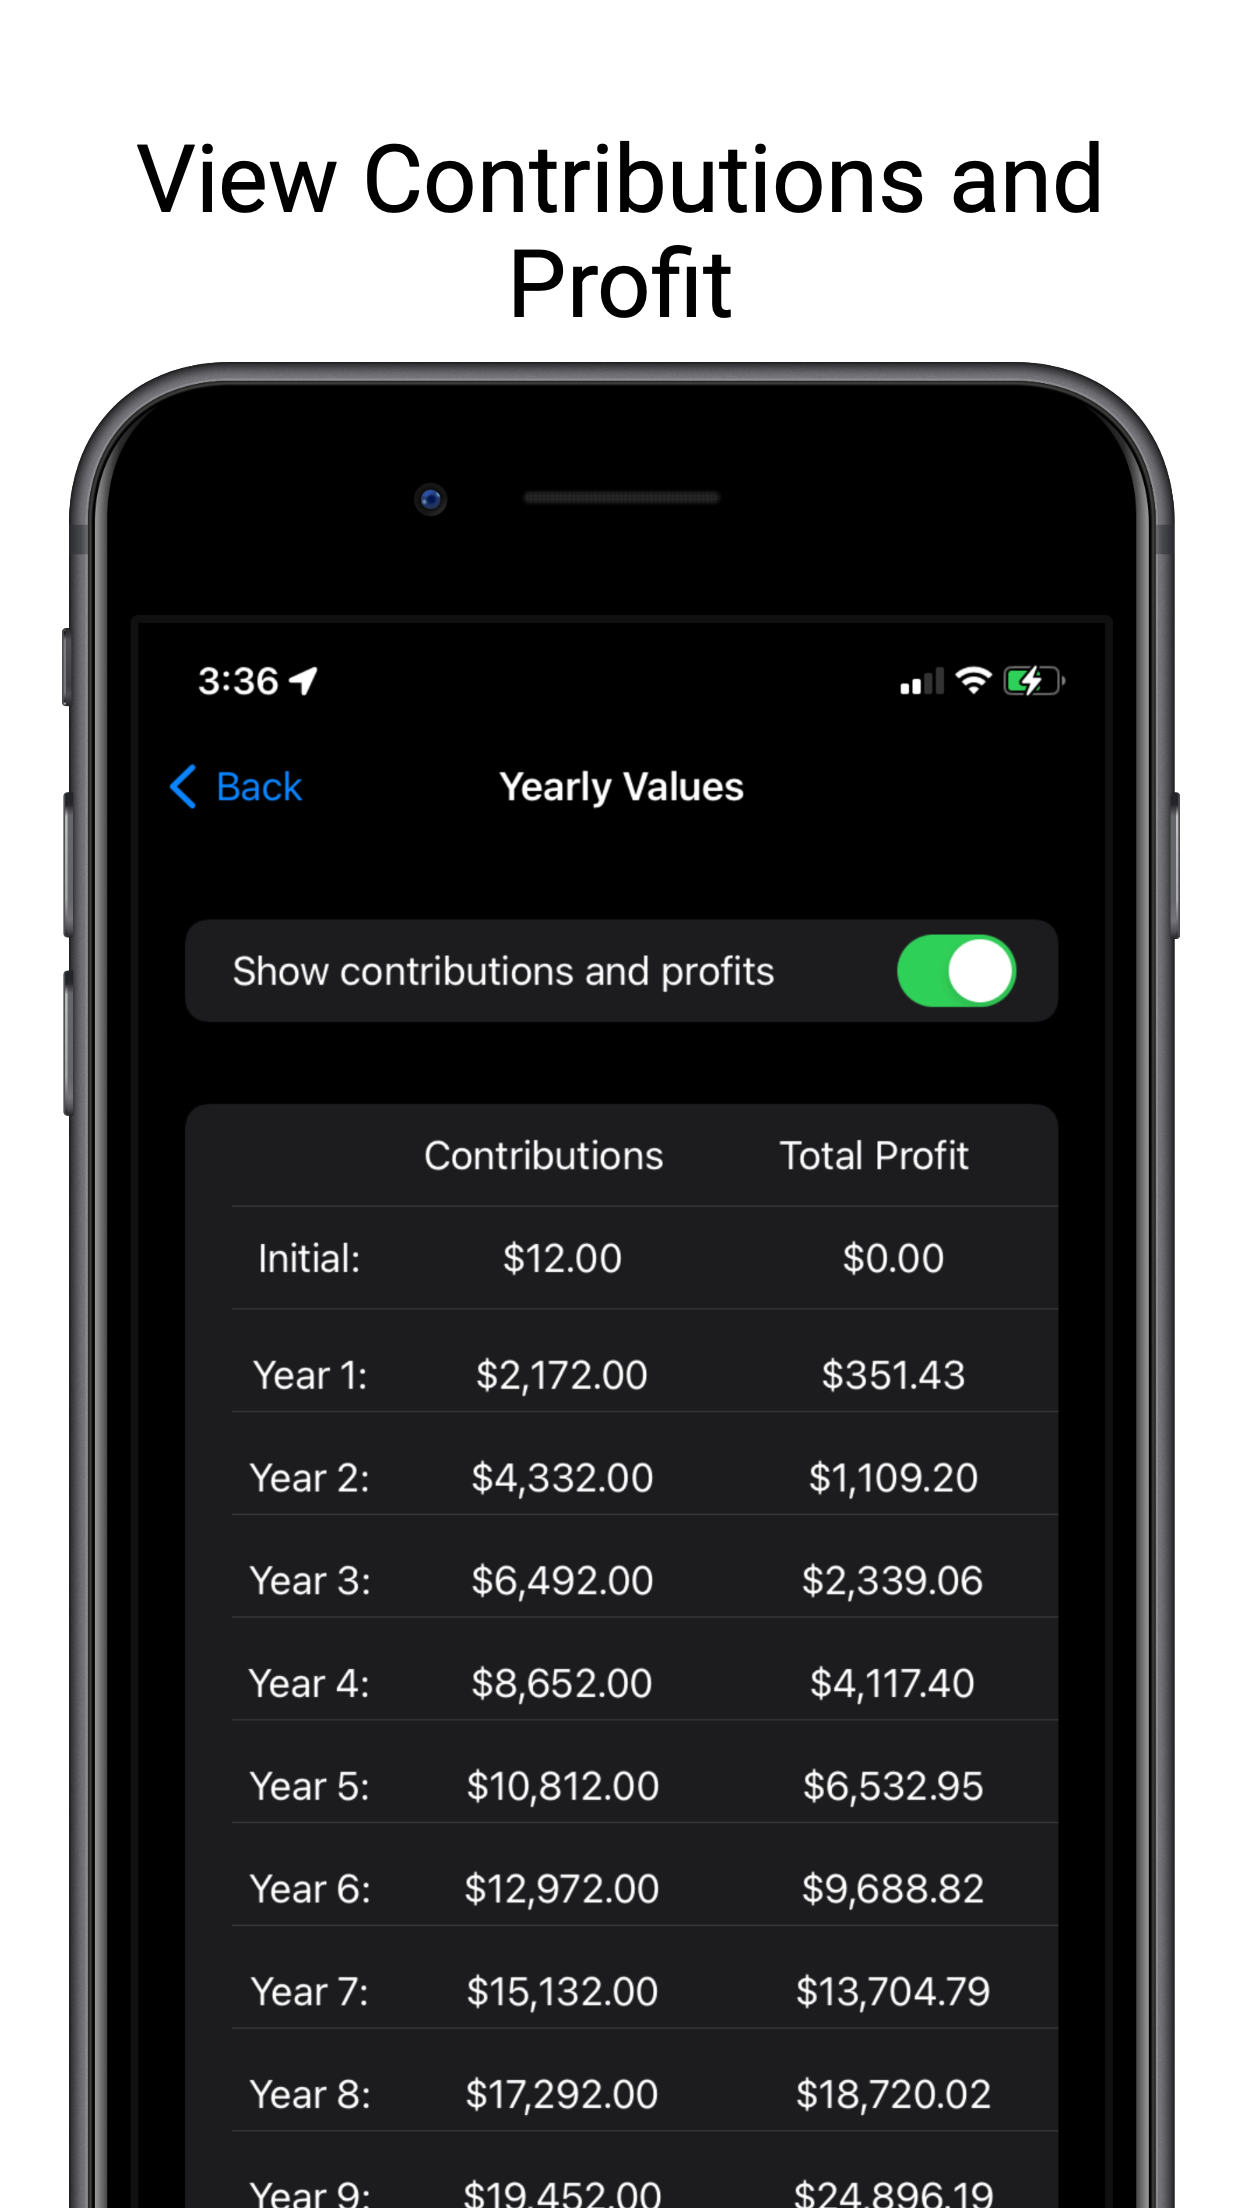 View Contributions and
Profit
3:36
Back Yearly Values
Show contributions and profits
Contributions Total Profit
Initial: $12.00 $0.00
Year 1: $2,172.00 $351.43
Year 2: $4,332.00 $1,109.20
Year 3: $6,492.00 $2,339.06
Year 4: $8,652.00 $4,117.40
Year 5: $10,812.00 $6,532.95
Year 6: $12,972.00 $9,688.82
Year 7: $15,132.00 $13,704.79
Year 8: $17,292.00 $18,720.02
Year 9: $19,452.00 $24,896.19